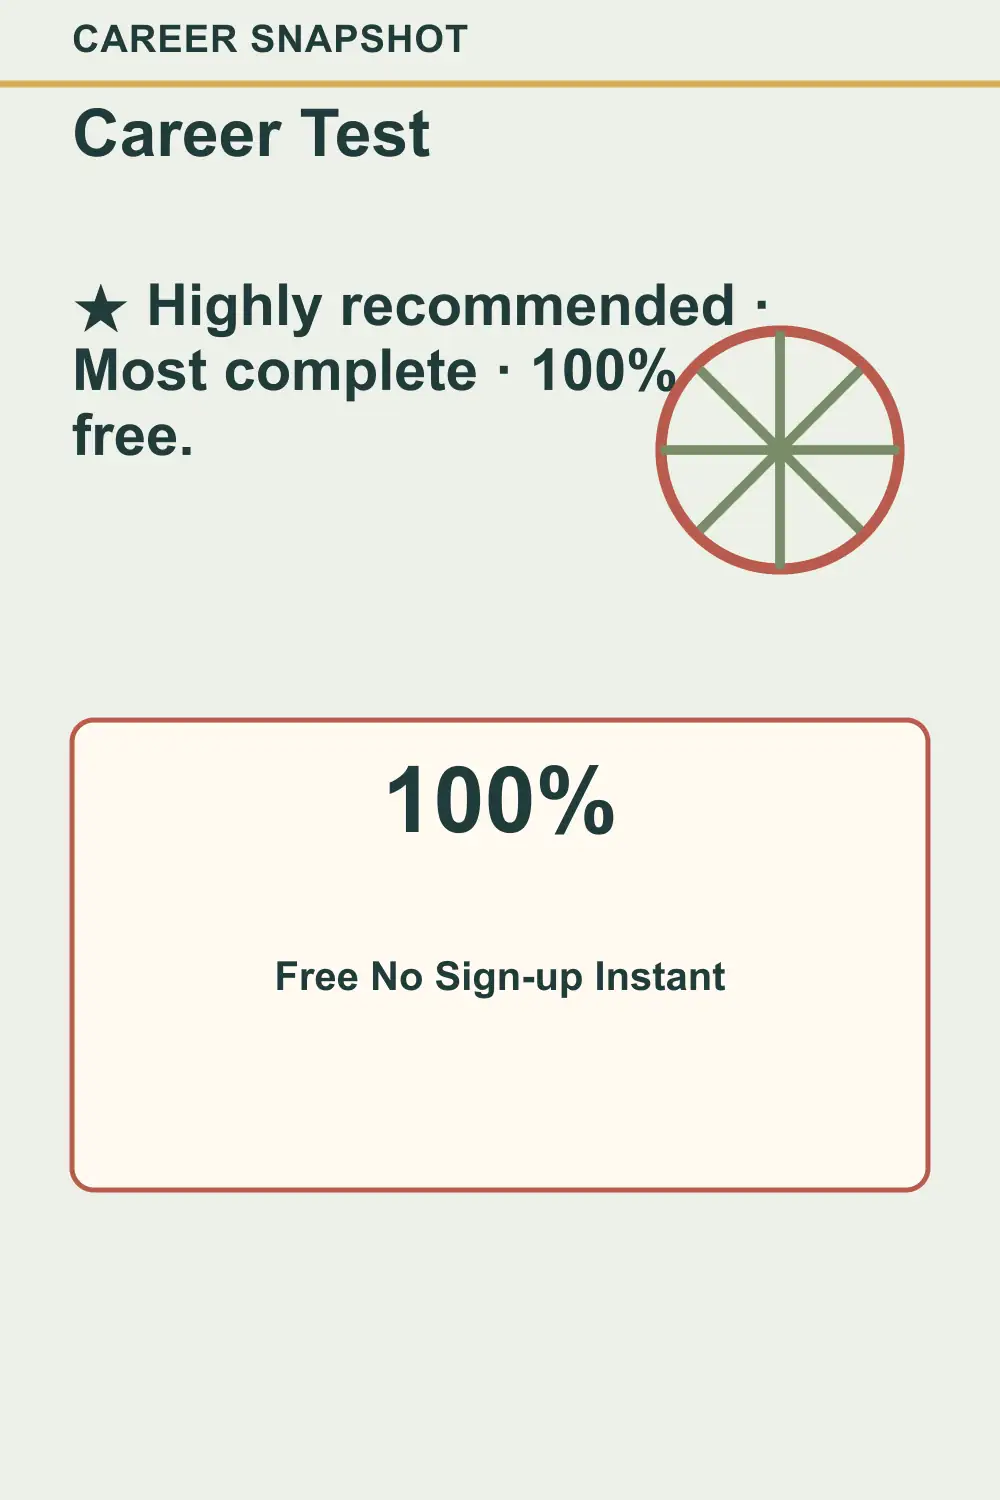 CAREER SNAPSHOT
Career Test
★ Highly recommended ·
Most complete · 100%
free.
100%
Free No Sign-up Instant